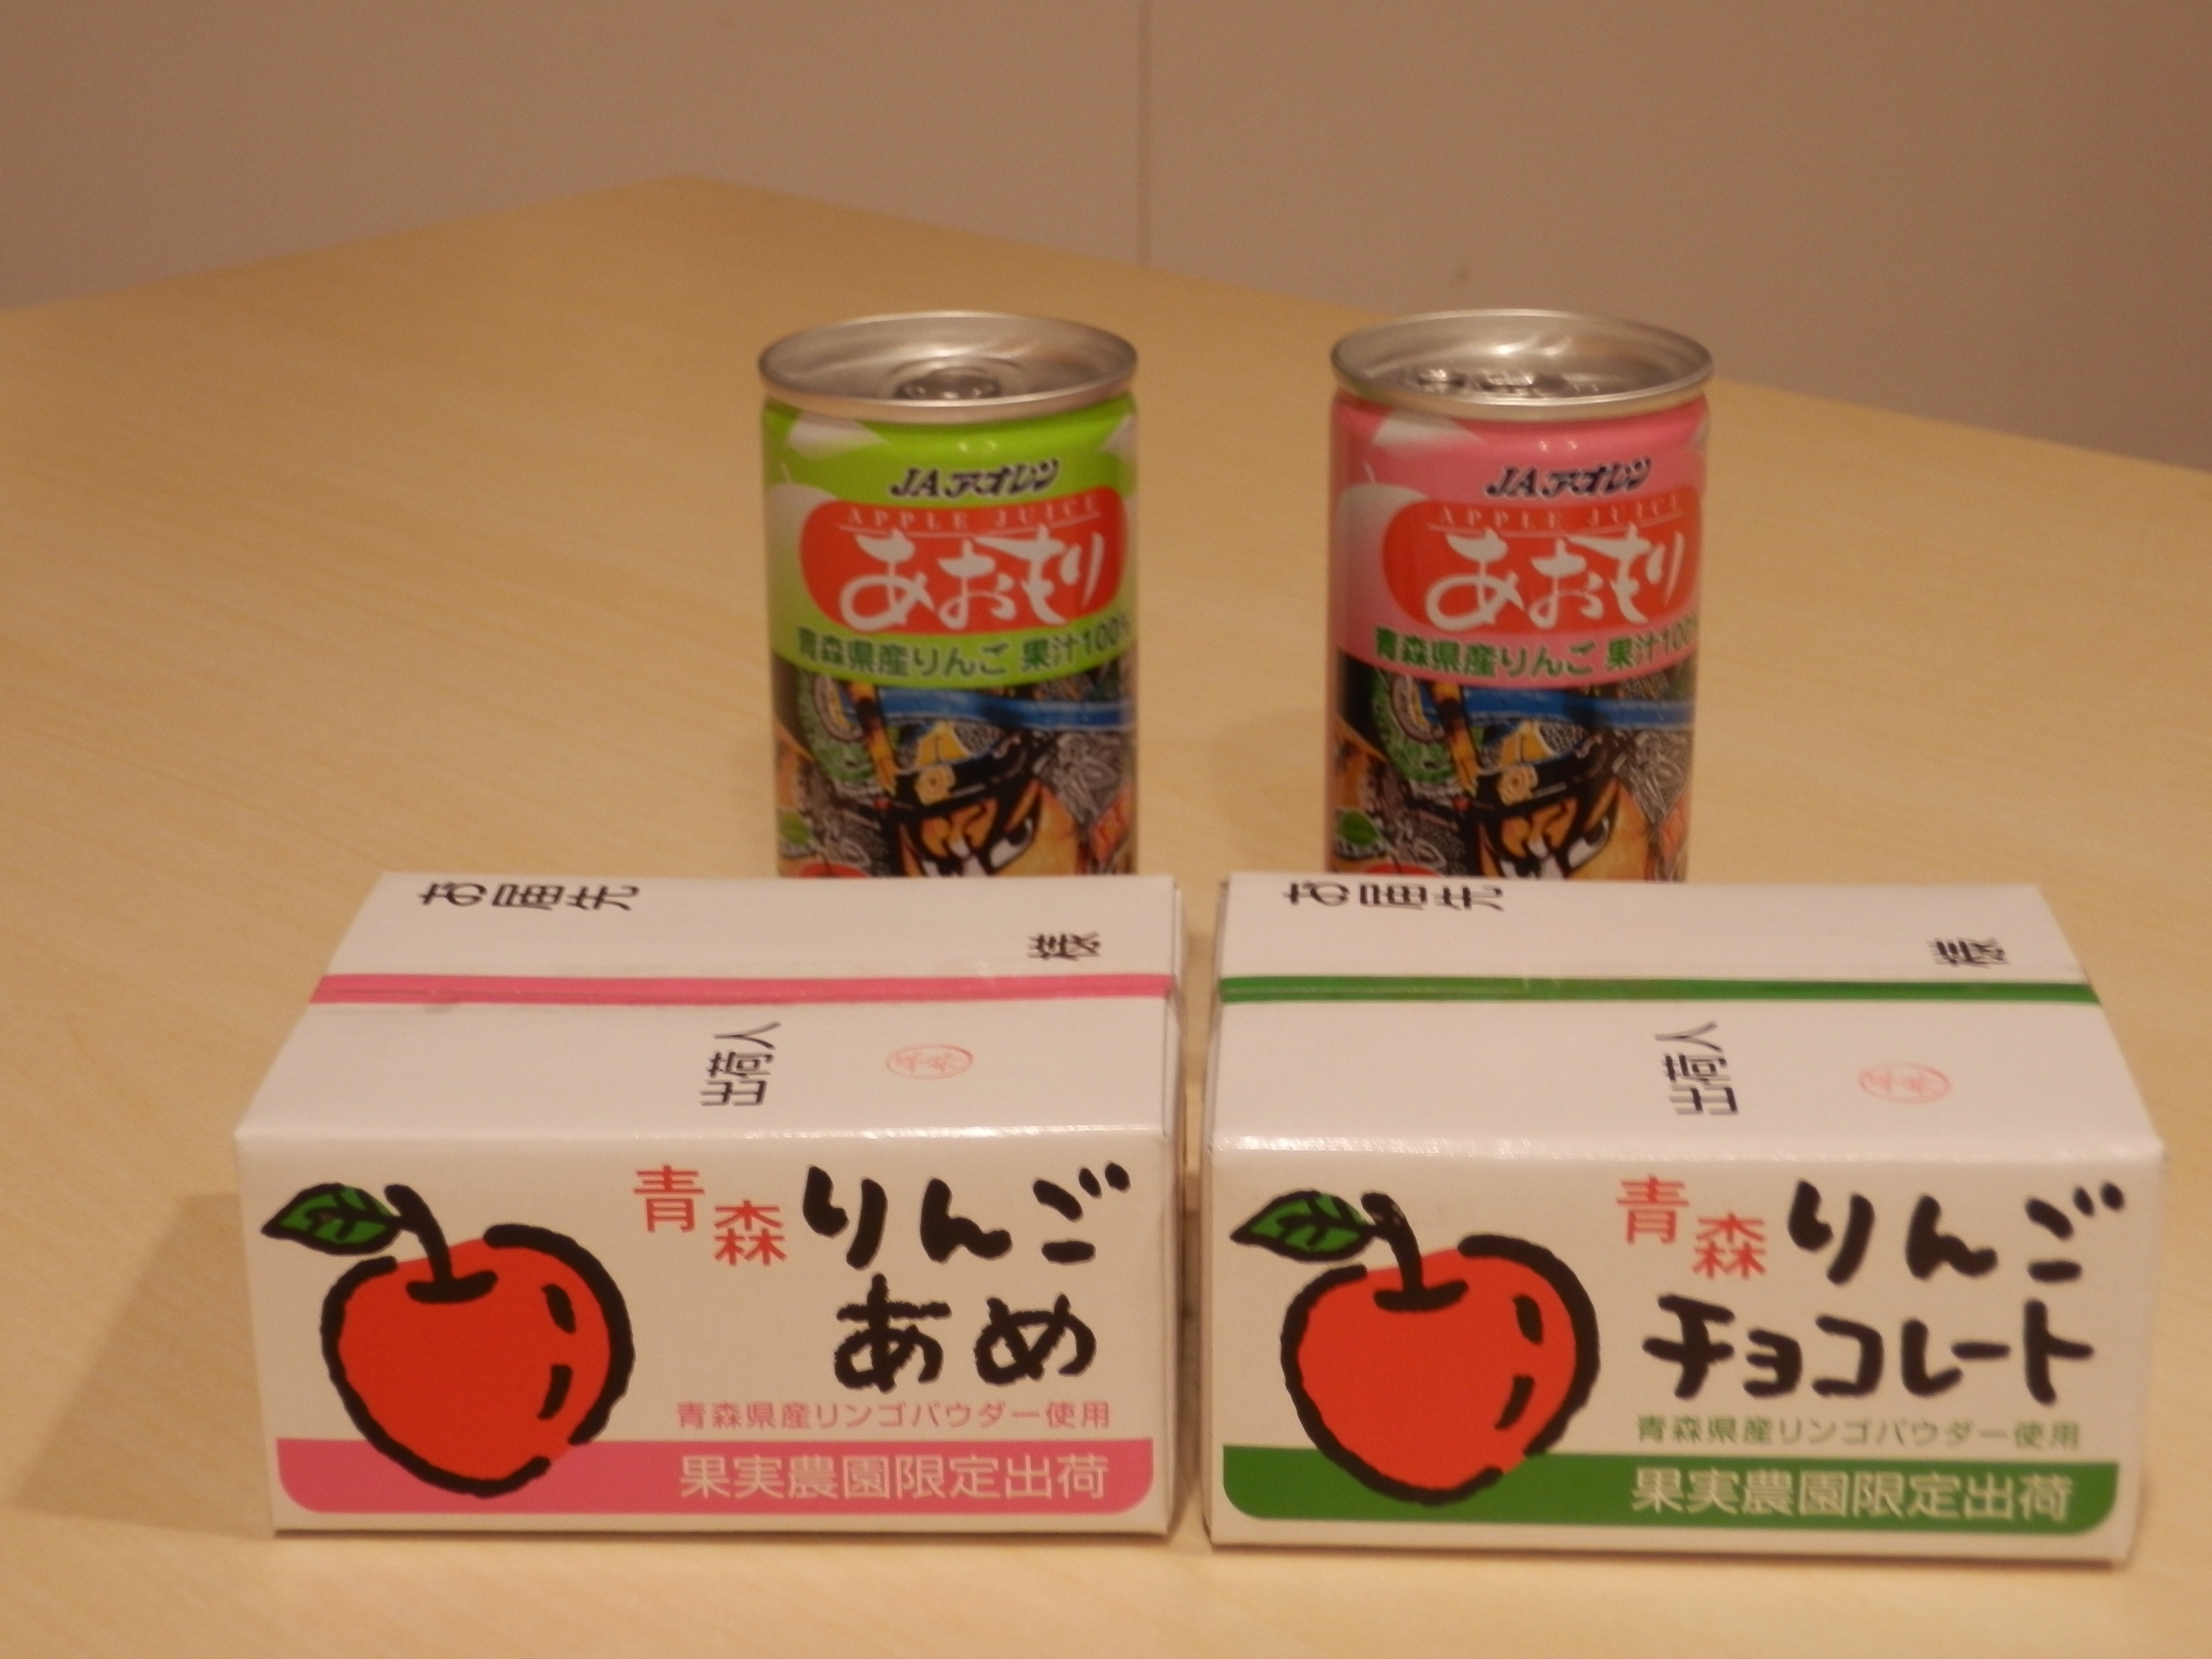 JAアオレン
APPLE JUICE
あおもり
青森県産りんご 果汁100%
JAアオレン
APPLE JUICE
あおもり
青森県産りんご 果汁100
お届先
様
出荷人
青森りんご
あめ
青森県産リンゴパウダー使用
果実農園限定出荷
お届先
様
出荷人
青森りんご
チョコレート
青森県産リンゴパウダー使用
果実農園限定出荷